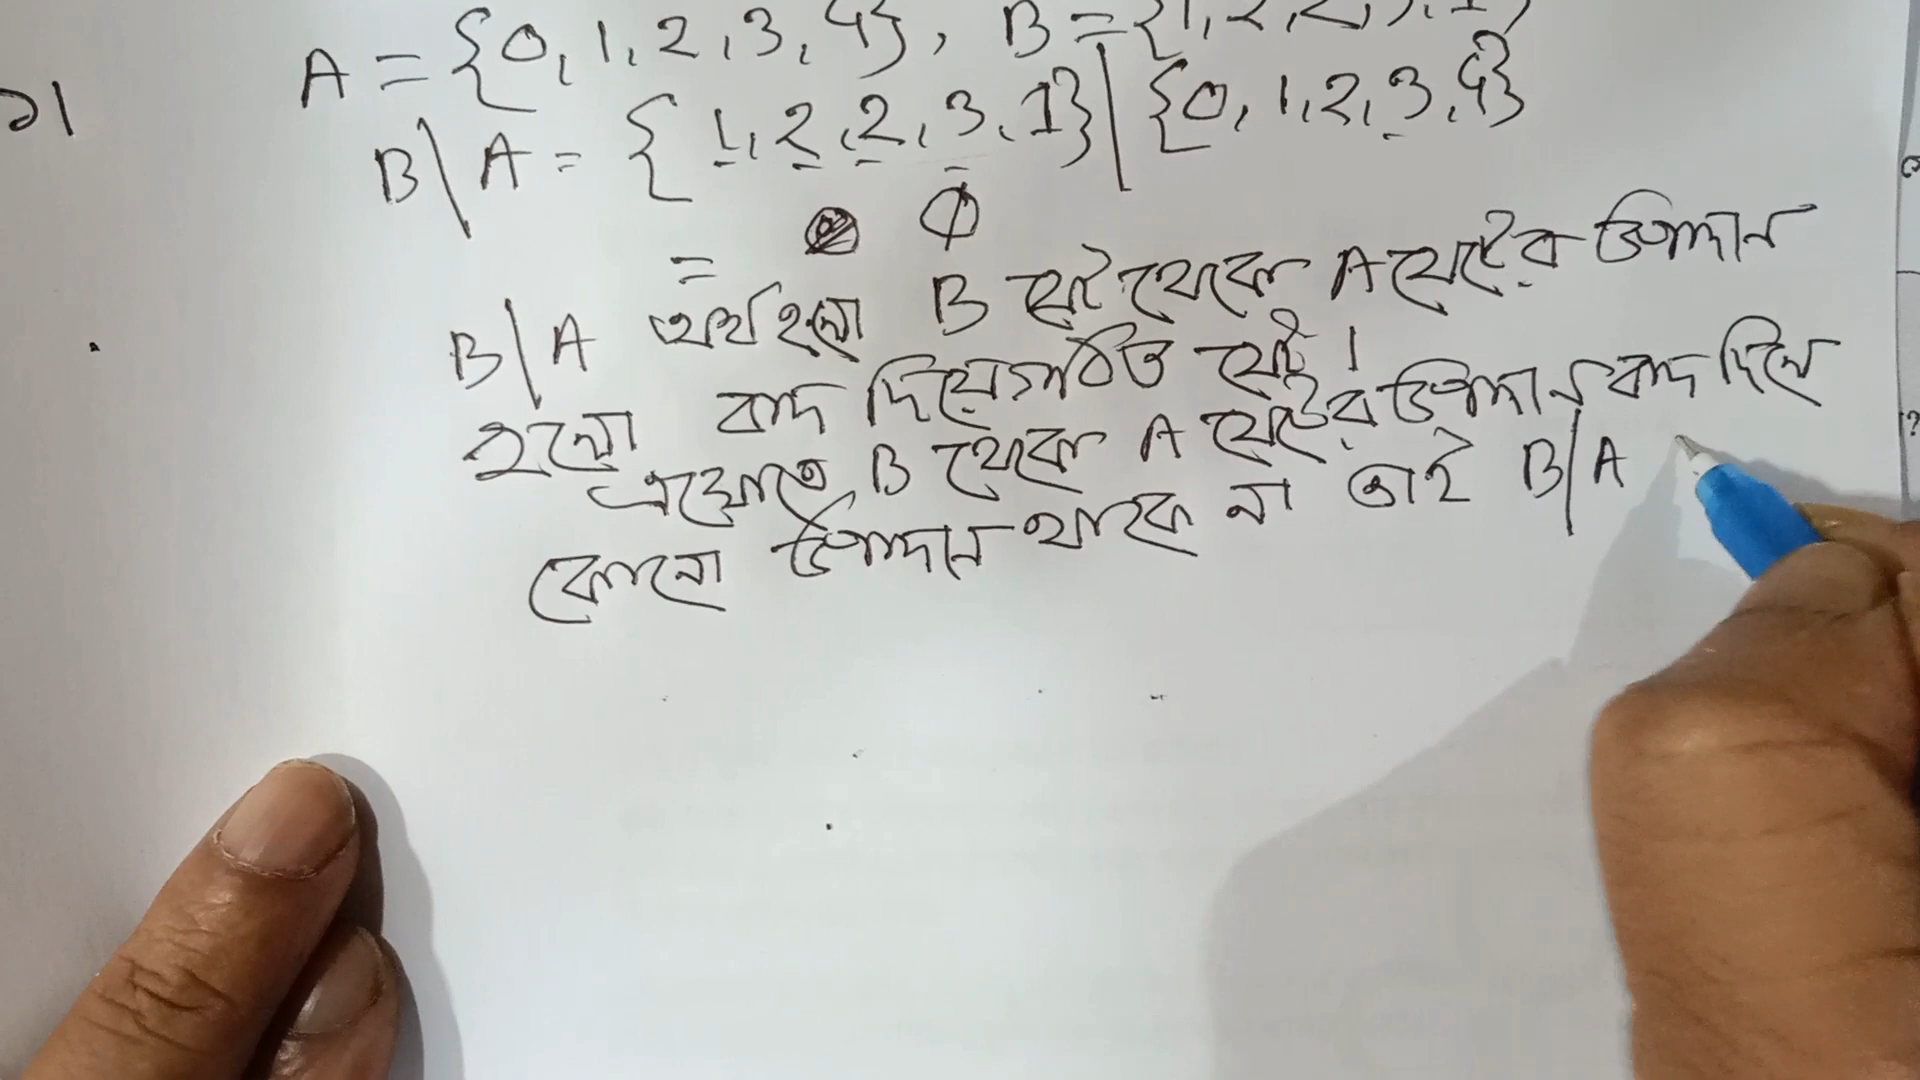 ১। A = {0, 1, 2, 3, 4}, B = {1, 2, 2, 3, 1}
B\A = {1, 2, 2, 3, 1} | {0, 1, 2, 3, 4}
= ∅
B\A অর্থ হলো B সেট থেকে A সেটের উপাদান
হলো বাদ দিয়ে গঠিত সেট।
এক্ষেত্রে B থেকে A সেটের উপাদান বাদ দিলে
কোনো উপাদান থাকে না তাই B|A